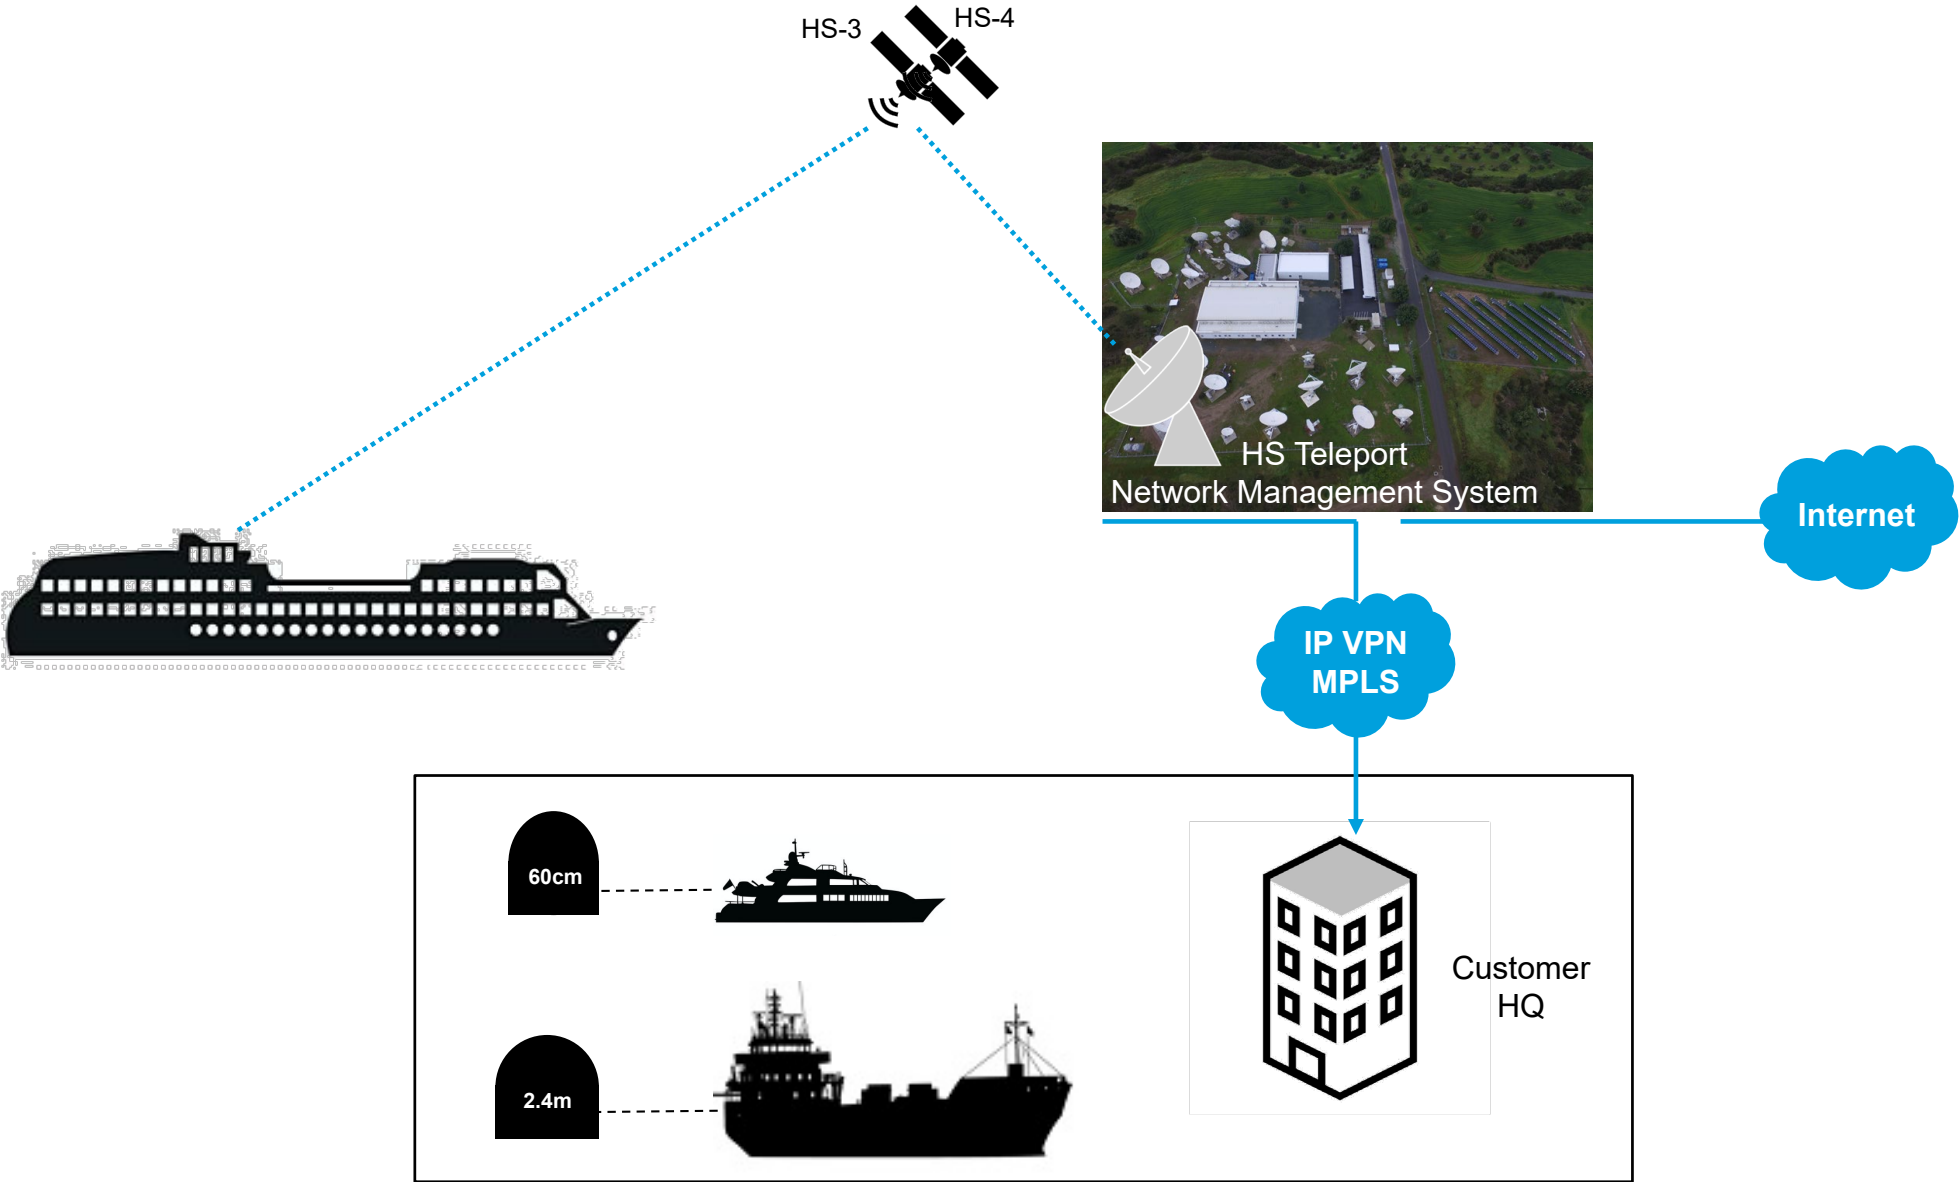 HS-3
HS-4
HS Teleport
Network Management System
Internet
IP VPN
MPLS
60cm
Customer
HQ
2.4m